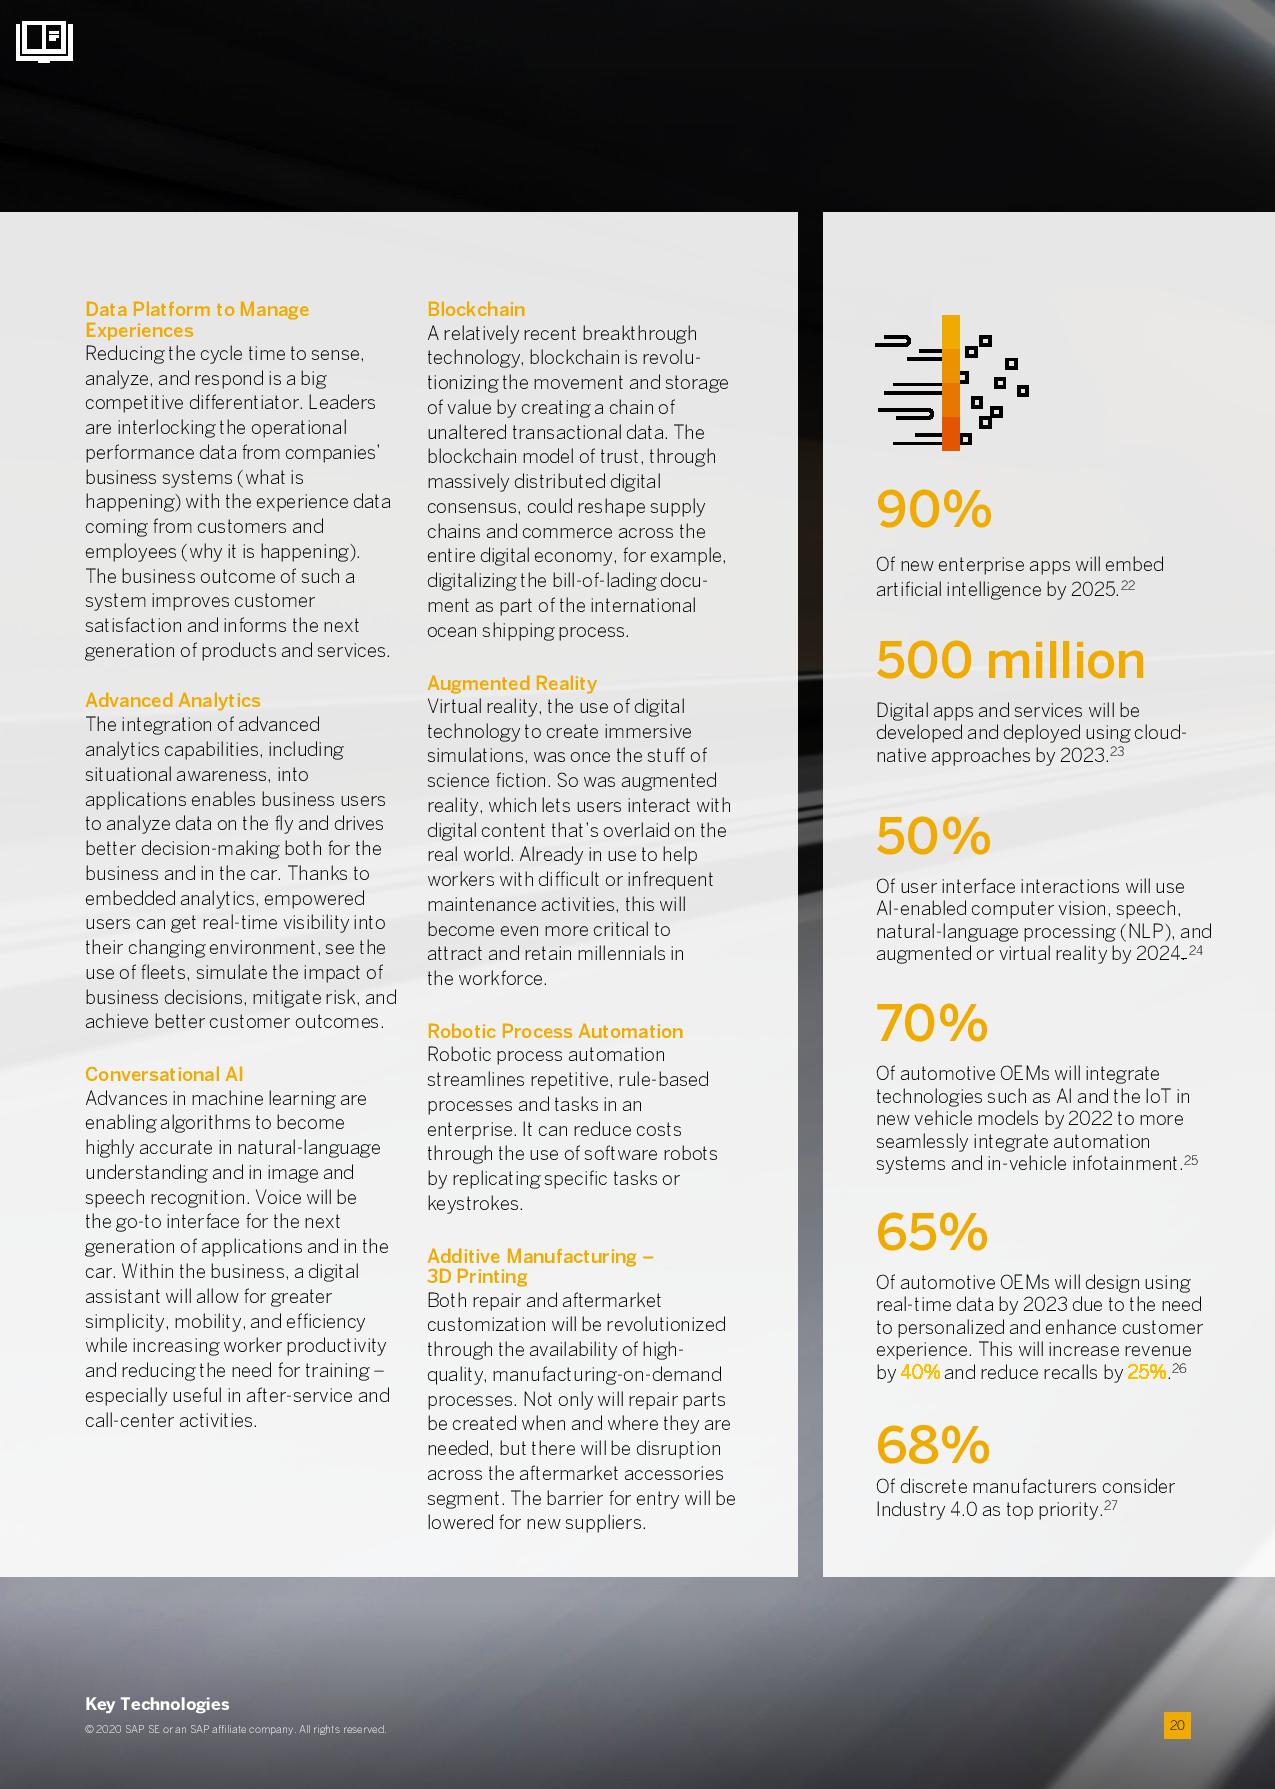 Data Platform to Manage
Experiences
Reducing the cycle time to sense,
analyze, and respond is a big
competitive differentiator. Leaders
are interlocking the operational
performance data from companies'
business systems (what is
happening) with the experience data
coming from customers and
employees (why it is happening).
The business outcome of such a
system improves customer
satisfaction and informs the next
generation of products and services.
Advanced Analytics
The integration of advanced
analytics capabilities, including
situational awareness, into
applications enables business users
to analyze data on the fly and drives
better decision-making both for the
business and in the car. Thanks to
embedded analytics, empowered
users can get real-time visibility into
their changing environment, see the
use of fleets, simulate the impact of
business decisions, mitigate risk, and
achieve better customer outcomes.
Conversational AI
Advances in machine learning are
enabling algorithms to become
highly accurate in natural-language
understanding and in image and
speech recognition. Voice will be
the go-to interface for the next
generation of applications and in the
car. Within the business, a digital
assistant will allow for greater
simplicity, mobility, and efficiency
while increasing worker productivity
and reducing the need for training –
especially useful in after-service and
call-center activities.
Blockchain
A relatively recent breakthrough
technology, blockchain is revolu-
tionizing the movement and storage
of value by creating a chain of
unaltered transactional data. The
blockchain model of trust, through
massively distributed digital
consensus, could reshape supply
chains and commerce across the
entire digital economy, for example,
digitalizing the bill-of-lading docu-
ment as part of the international
ocean shipping process.
Augmented Reality
Virtual reality, the use of digital
technology to create immersive
simulations, was once the stuff of
science fiction. So was augmented
reality, which lets users interact with
digital content that's overlaid on the
real world. Already in use to help
workers with difficult or infrequent
maintenance activities, this will
become even more critical to
attract and retain millennials in
the workforce.
Robotic Process Automation
Robotic process automation
streamlines repetitive, rule-based
processes and tasks in an
enterprise. It can reduce costs
through the use of software robots
by replicating specific tasks or
keystrokes.
Additive Manufacturing –
3D Printing
Both repair and aftermarket
customization will be revolutionized
through the availability of high-
quality, manufacturing-on-demand
processes. Not only will repair parts
be created when and where they are
needed, but there will be disruption
across the aftermarket accessories
segment. The barrier for entry will be
lowered for new suppliers.
90%
Of new enterprise apps will embed
artificial intelligence by 2025.22
500 million
Digital apps and services will be
developed and deployed using cloud-
native approaches by 2023.23
50%
Of user interface interactions will use
AI-enabled computer vision, speech,
natural-language processing (NLP), and
augmented or virtual reality by 2024.24
70%
Of automotive OEMs will integrate
technologies such as AI and the IoT in
new vehicle models by 2022 to more
seamlessly integrate automation
systems and in-vehicle infotainment.25
65%
Of automotive OEMs will design using
real-time data by 2023 due to the need
to personalized and enhance customer
experience. This will increase revenue
by 40% and reduce recalls by 25%.26
68%
Of discrete manufacturers consider
Industry 4.0 as top priority.27
Key Technologies
© 2020 SAP SE or an SAP affiliate company. All rights reserved.
20